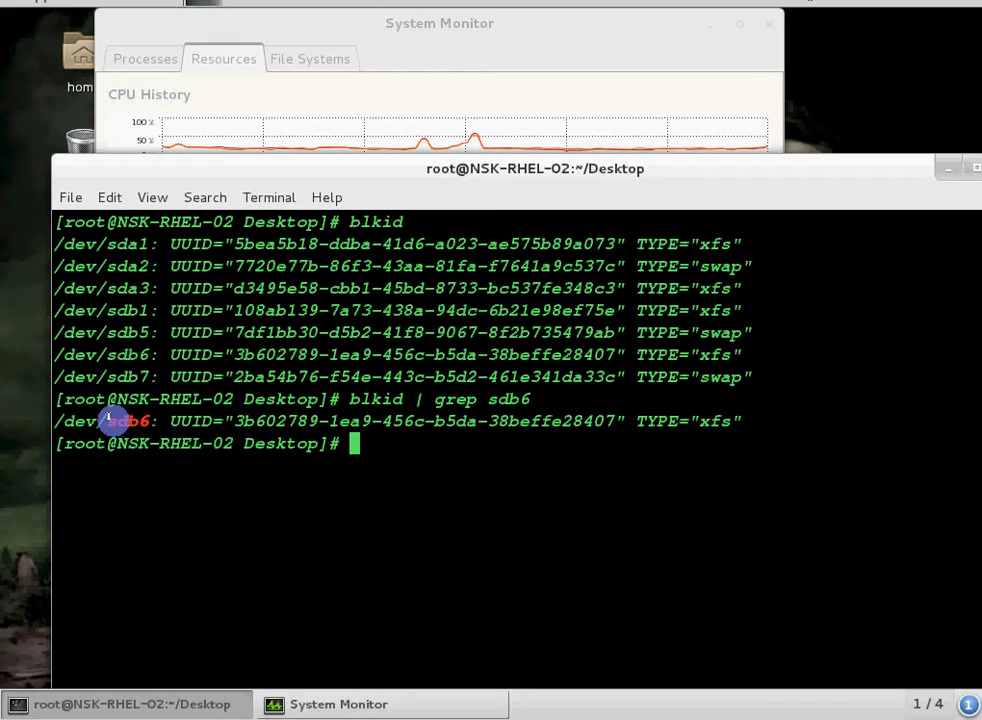 System Monitor
Processes Resources File Systems
home
CPU History
100 %
50 %
root@NSK-RHEL-02:~/Desktop
File Edit View Search Terminal Help
[root@NSK-RHEL-02 Desktop]# blkid
/dev/sda1: UUID="5bea5b18-ddba-41d6-a023-ae575b89a073" TYPE="xfs"
/dev/sda2: UUID="7720e77b-86f3-43aa-81fa-f7641a9c537c" TYPE="swap"
/dev/sda3: UUID="d3495e58-cbb1-45bd-8733-bc537fe348c3" TYPE="xfs"
/dev/sdb1: UUID="108ab139-7a73-438a-94dc-6b21e98ef75e" TYPE="xfs"
/dev/sdb5: UUID="7df1bb30-d5b2-41f8-9067-8f2b735479ab" TYPE="swap"
/dev/sdb6: UUID="3b602789-1ea9-456c-b5da-38beffe28407" TYPE="xfs"
/dev/sdb7: UUID="2ba54b76-f54e-443c-b5d2-461e341da33c" TYPE="swap"
[root@NSK-RHEL-02 Desktop]# blkid | grep sdb6
/dev/sdb6: UUID="3b602789-1ea9-456c-b5da-38beffe28407" TYPE="xfs"
[root@NSK-RHEL-02 Desktop]#
root@NSK-RHEL-02:~/Desktop System Monitor 1 / 4 1